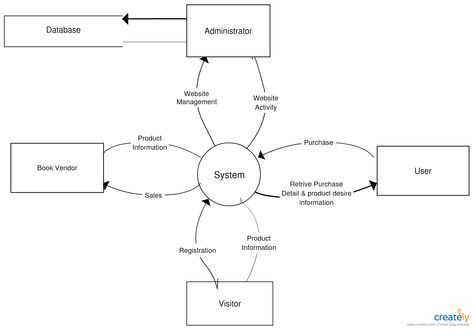 Database
Administrator
Website
Management
Website
Activity
Product
Information
Purchase
Book Vendor
System
User
Sales
Retrive Purchase
Detail & product desire
information
Registration
Product
Information
Visitor
creately